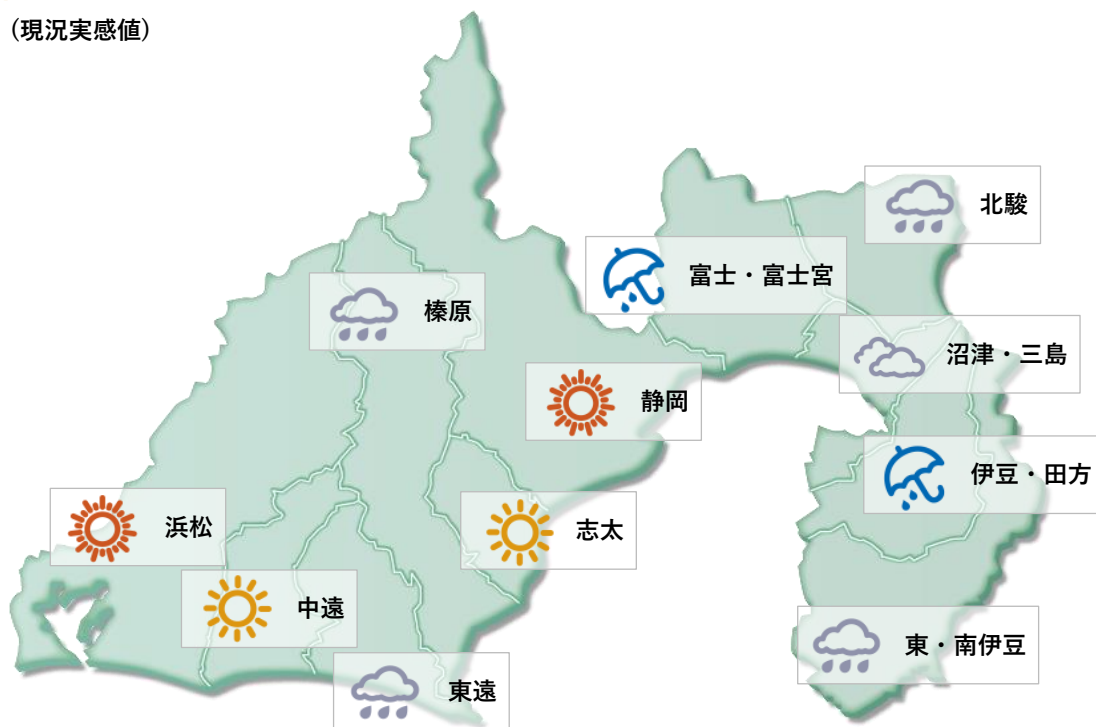 (現況実感値)
北駿
富士・富士宮
榛原
沼津・三島
静岡
伊豆・田方
浜松
志太
中遠
東・南伊豆
東遠